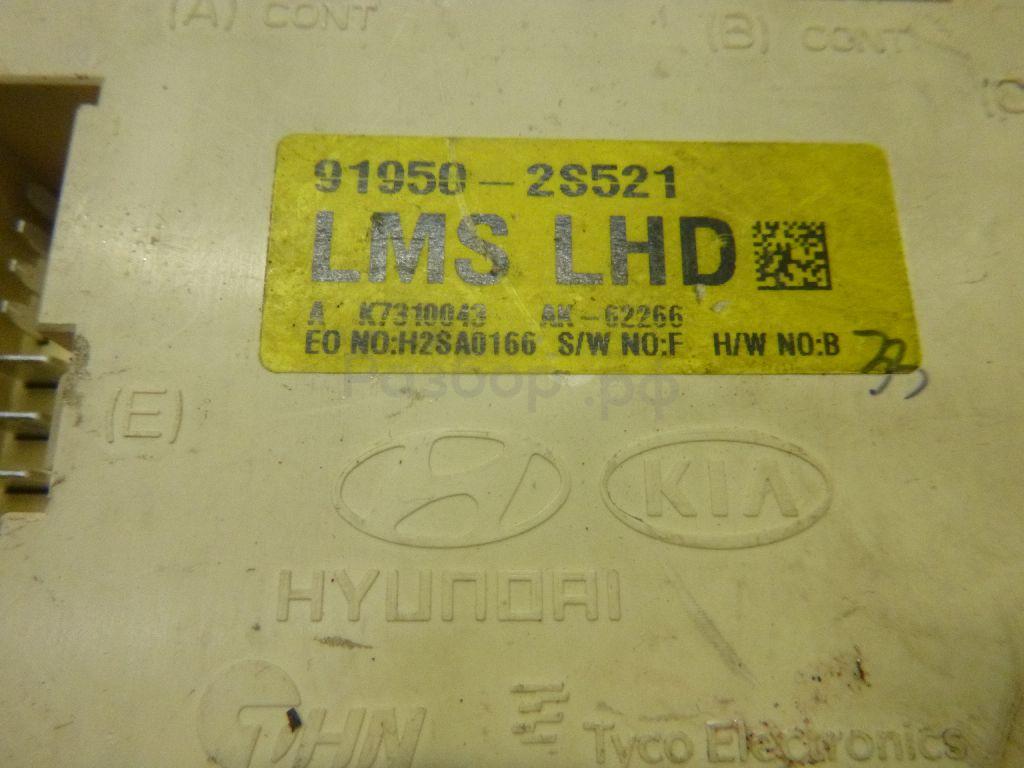 (A) CONT
(B) CONT
91950-2S521
LMS LHD
A K7310043 AK-62266
EO NO:H2SA0166 S/W NO:F H/W NO:B
Разбор.рф
(E)
KIA
HYUNDAI
THN
Tyco Electronics